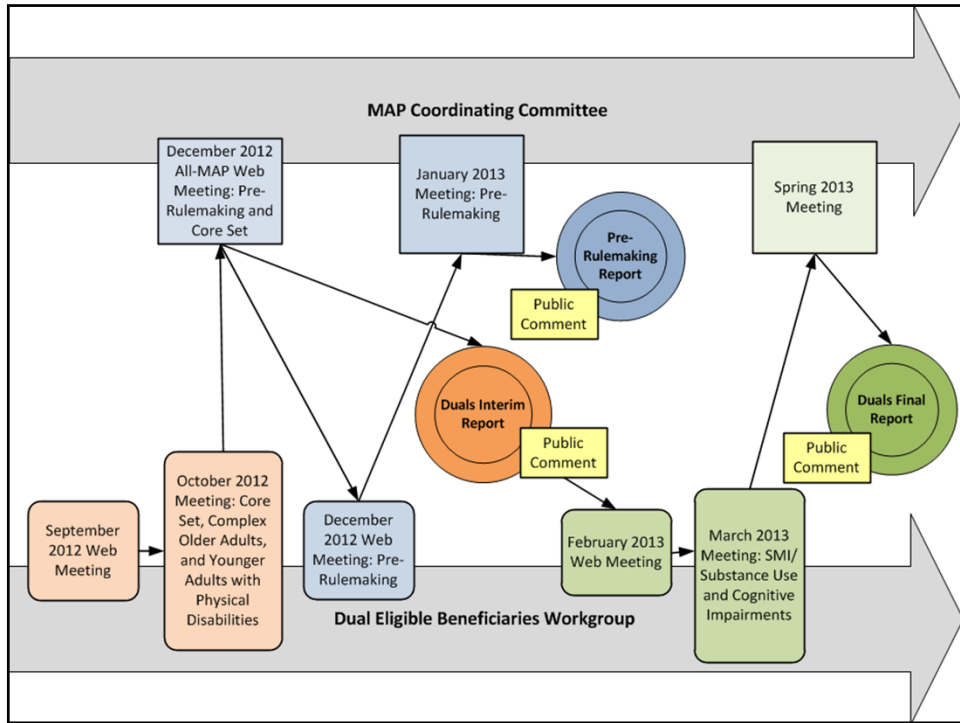 MAP Coordinating Committee
December 2012
All-MAP Web
Meeting: Pre-
Rulemaking and
Core Set
January 2013
Meeting: Pre-
Rulemaking
Spring 2013
Meeting
Pre-
Rulemaking
Report
Public
Comment
Duals Interim
Report
Public
Comment
Duals Final
Report
Public
Comment
September
2012 Web
Meeting
October 2012
Meeting: Core
Set, Complex
Older Adults,
and Younger
Adults with
Physical
Disabilities
December
2012 Web
Meeting: Pre-
Rulemaking
February 2013
Web Meeting
March 2013
Meeting: SMI/
Substance Use
and Cognitive
Impairments
Dual Eligible Beneficiaries Workgroup